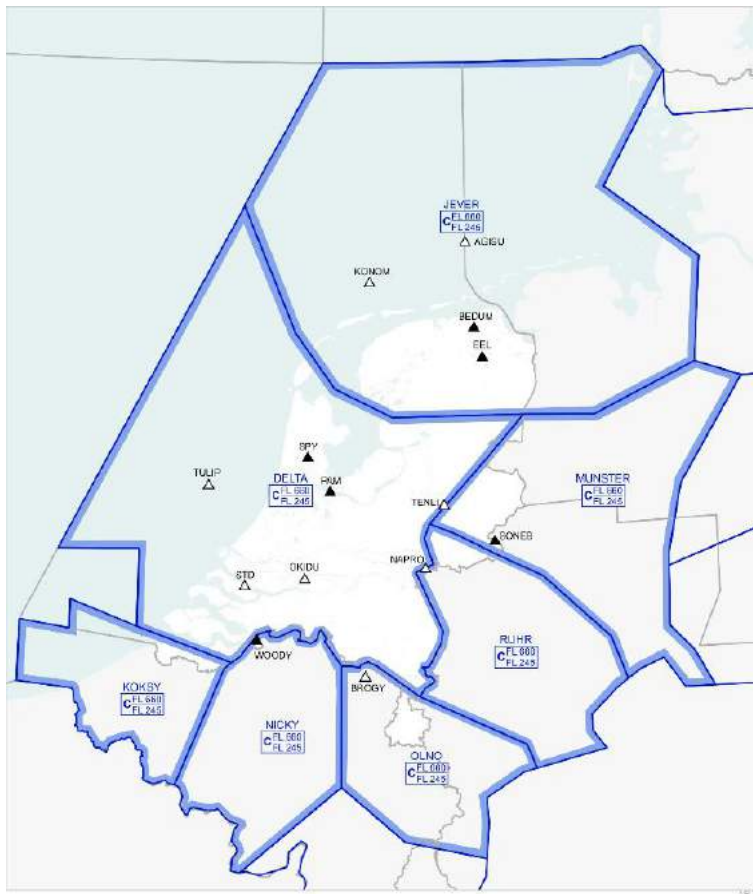 JEVER
C FL 660
FL 245
AGISU
KONOM
BEDUM
EEL
SPY
TULIP
DELTA
C FL 660
FL 245
PAM
TENLI
MUNSTER
C FL 660
FL 245
SONEB
NAPRO
STD
OKIDU
RUHR
C FL 660
FL 245
WOODY
BROGY
KOKSY
C FL 660
FL 245
NICKY
C FL 660
FL 245
OLNO
C FL 660
FL 245